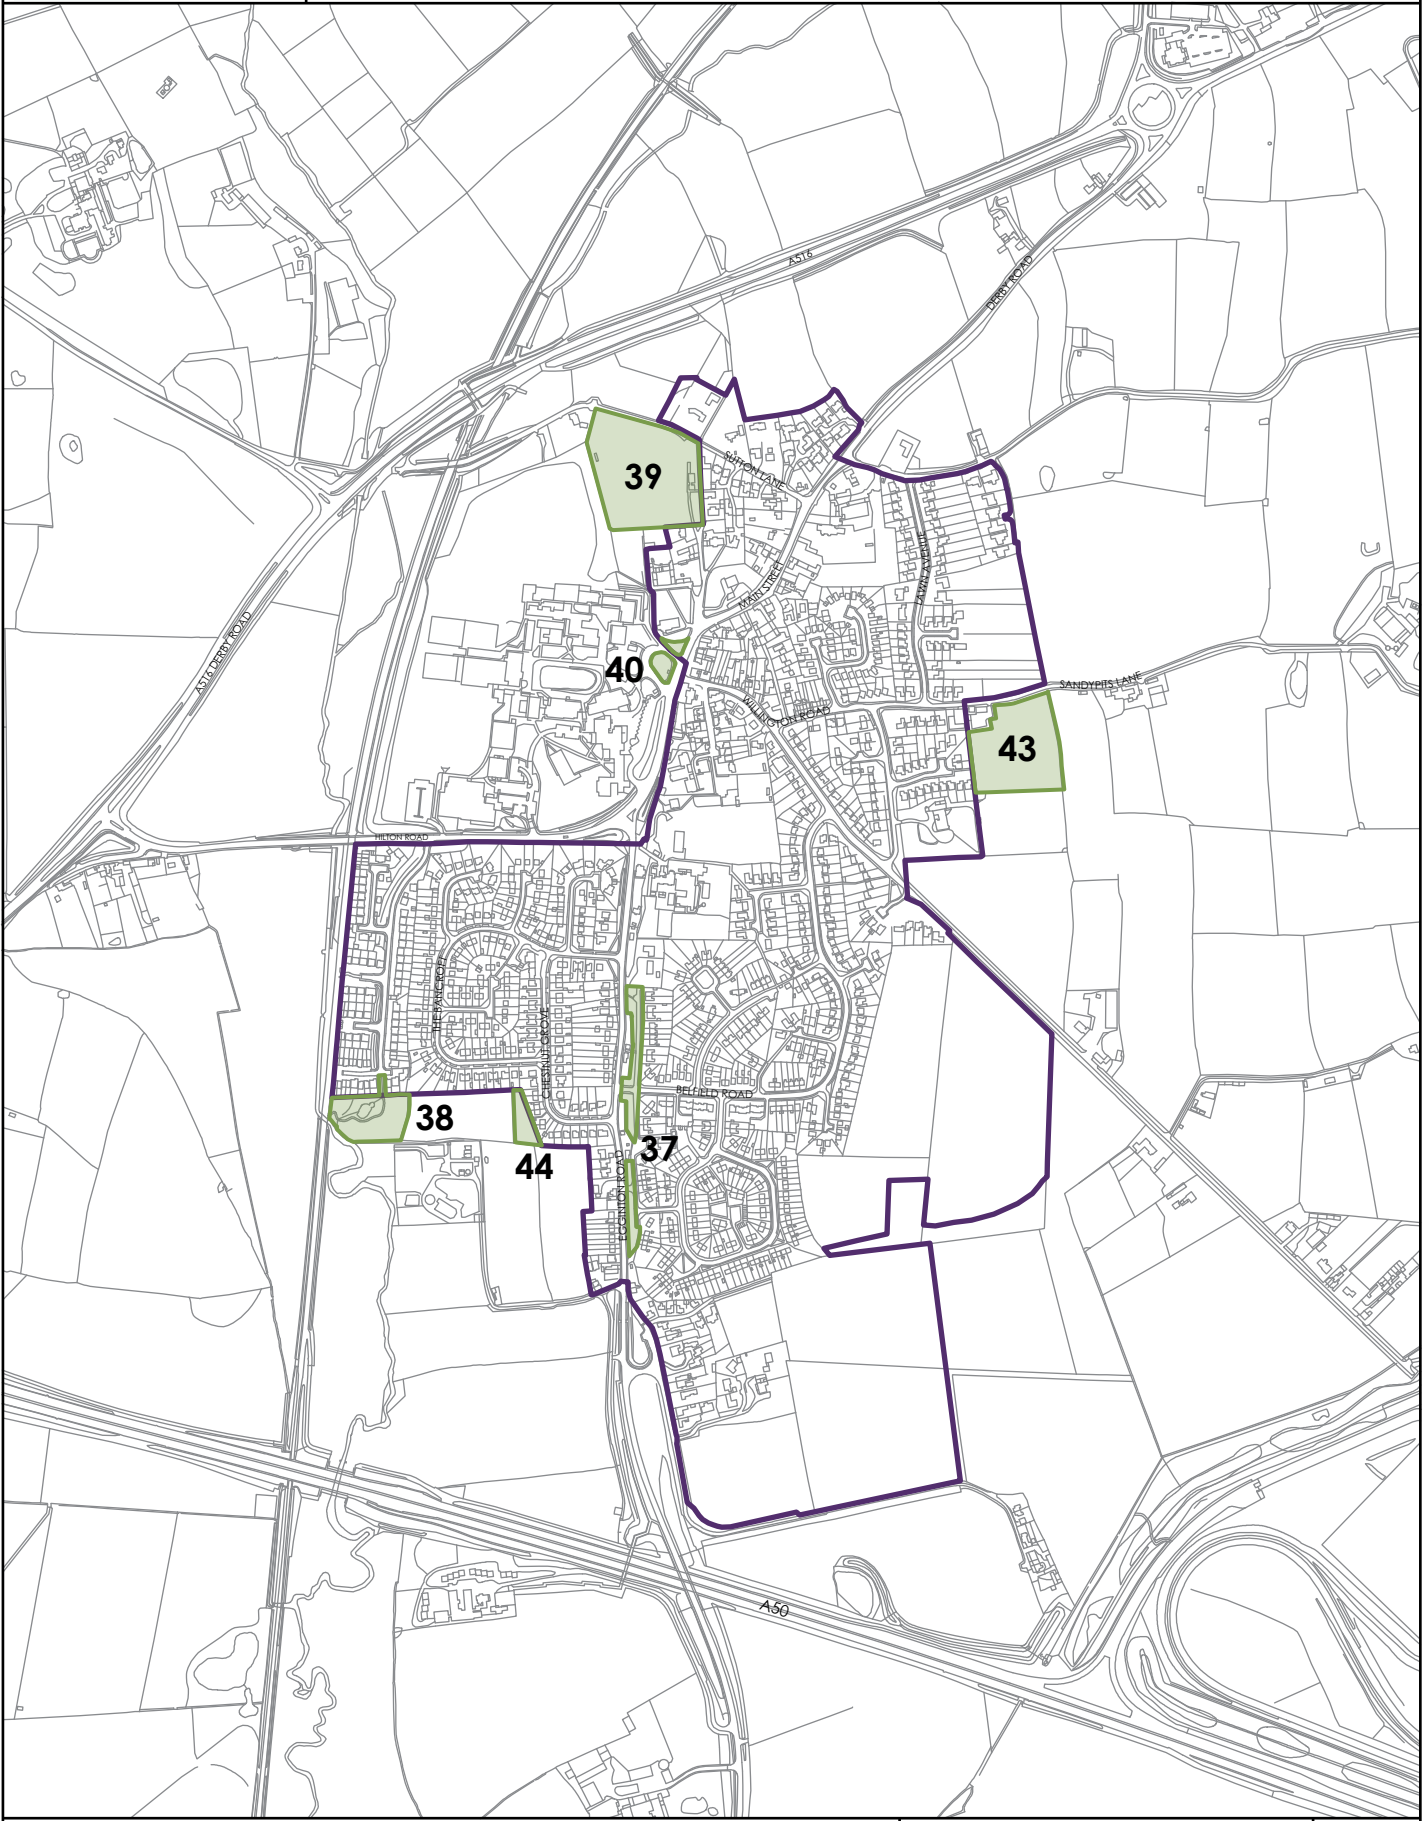 A516
DERBY ROAD
39
SUTTON LANE
LAWN AVENUE
MAIN STREET
A516 DERBY ROAD
40
SANDYPITS LANE
WILLINGTON ROAD
43
HILTON ROAD
THE BANCROFT
CHESTNUT GROVE
BELFILD ROAD
38
37
44
EGGINTON ROAD
A50